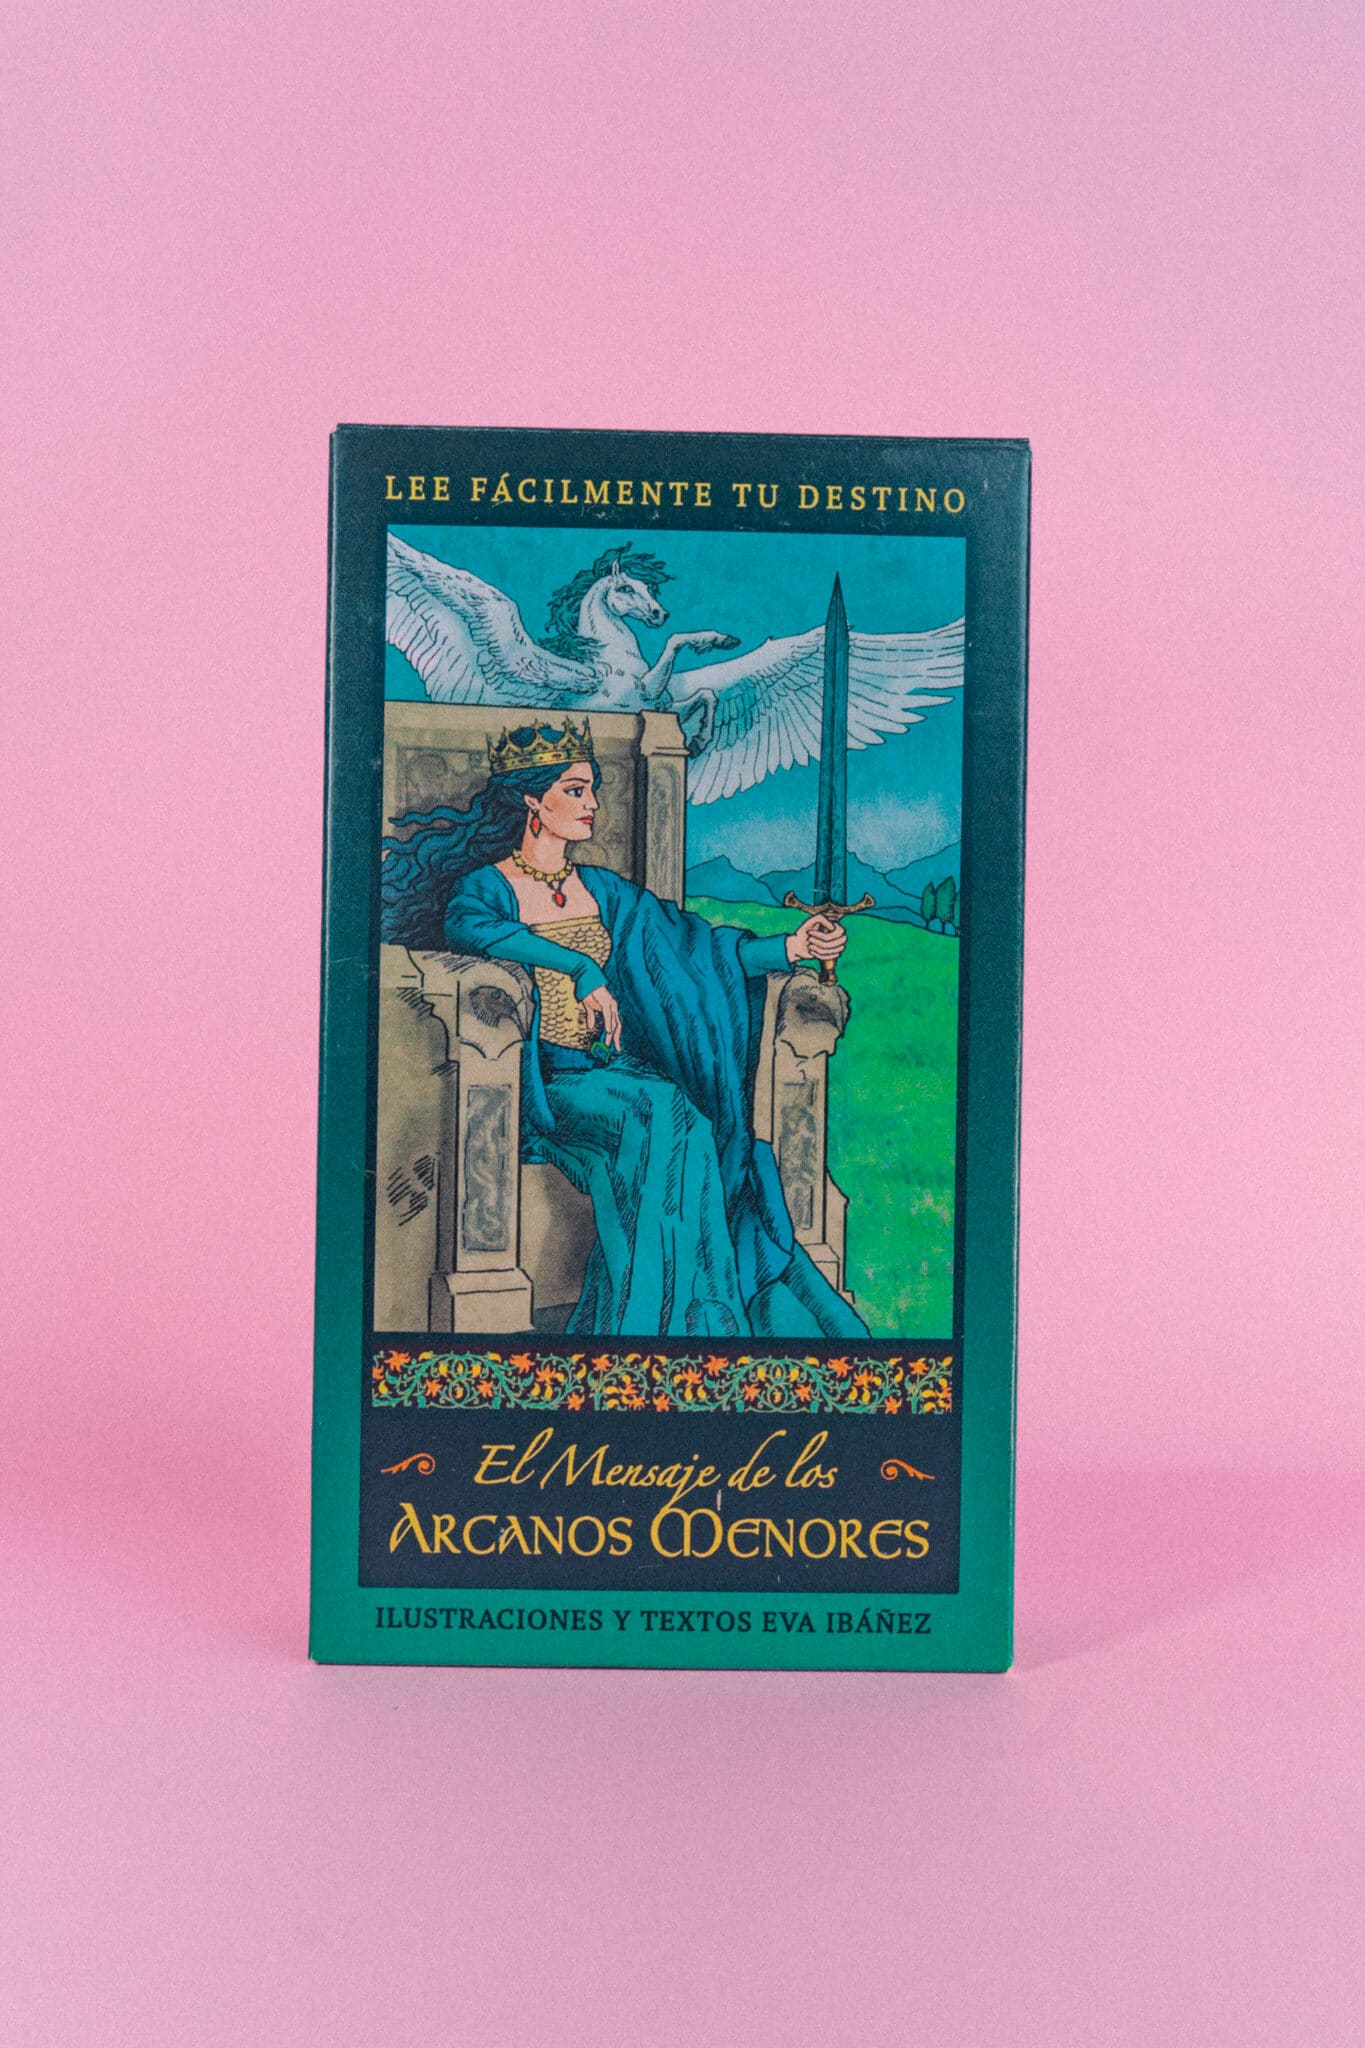 LEE FÁCILMENTE TU DESTINO
El Mensaje de los
ARCANOS MENORES
ILUSTRACIONES Y TEXTOS EVA IBÁÑEZ